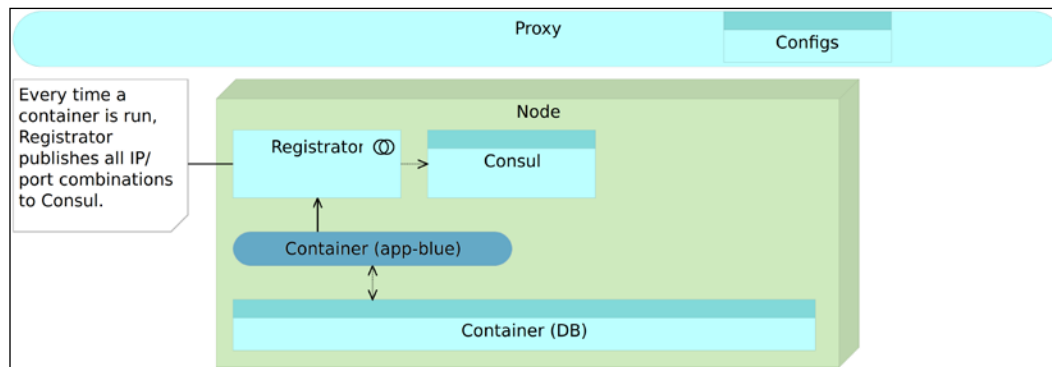 Proxy
Configs
Every time a
container is run,
Registrator
publishes all IP/
port combinations
to Consul.
Node
Registrator
Consul
Container (app-blue)
Container (DB)